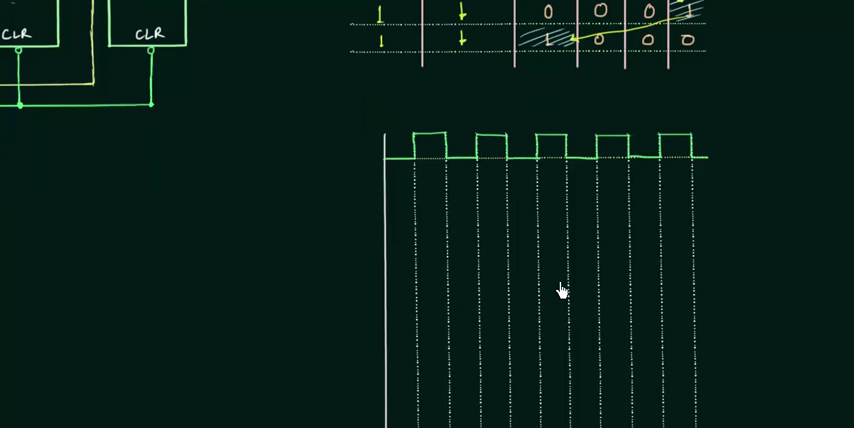 CLR CLR
1 ↓ 0 0 0 1
1 ↓ 1 0 0 0